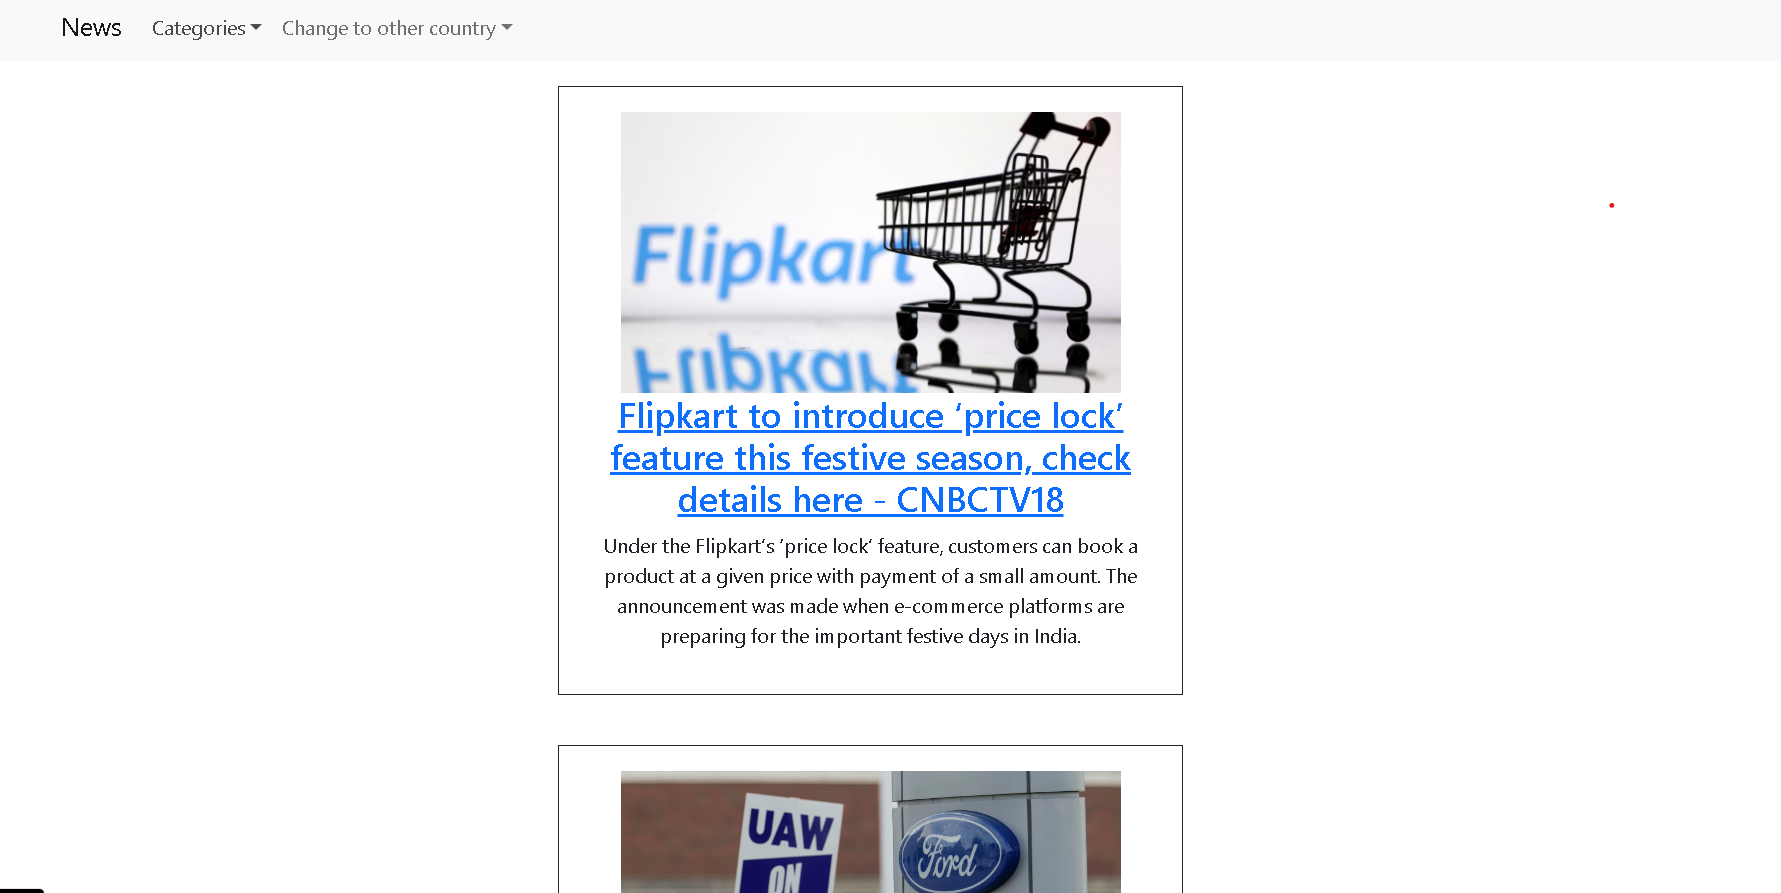 News
Categories
Change to other country
Flipkart
Flipkart
Flipkart to introduce ‘price lock’
feature this festive season, check
details here - CNBCTV18
Under the Flipkart’s ’price lock’ feature, customers can book a
product at a given price with payment of a small amount. The
announcement was made when e-commerce platforms are
preparing for the important festive days in India.
UAW
ON
Ford